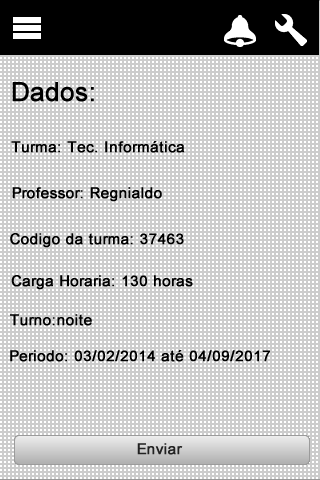 Dados:
Turma: Tec. Informática
Professor: Regnialdo
Codigo da turma: 37463
Carga Horaria: 130 horas
Turno:noite
Periodo: 03/02/2014 até 04/09/2017
Enviar